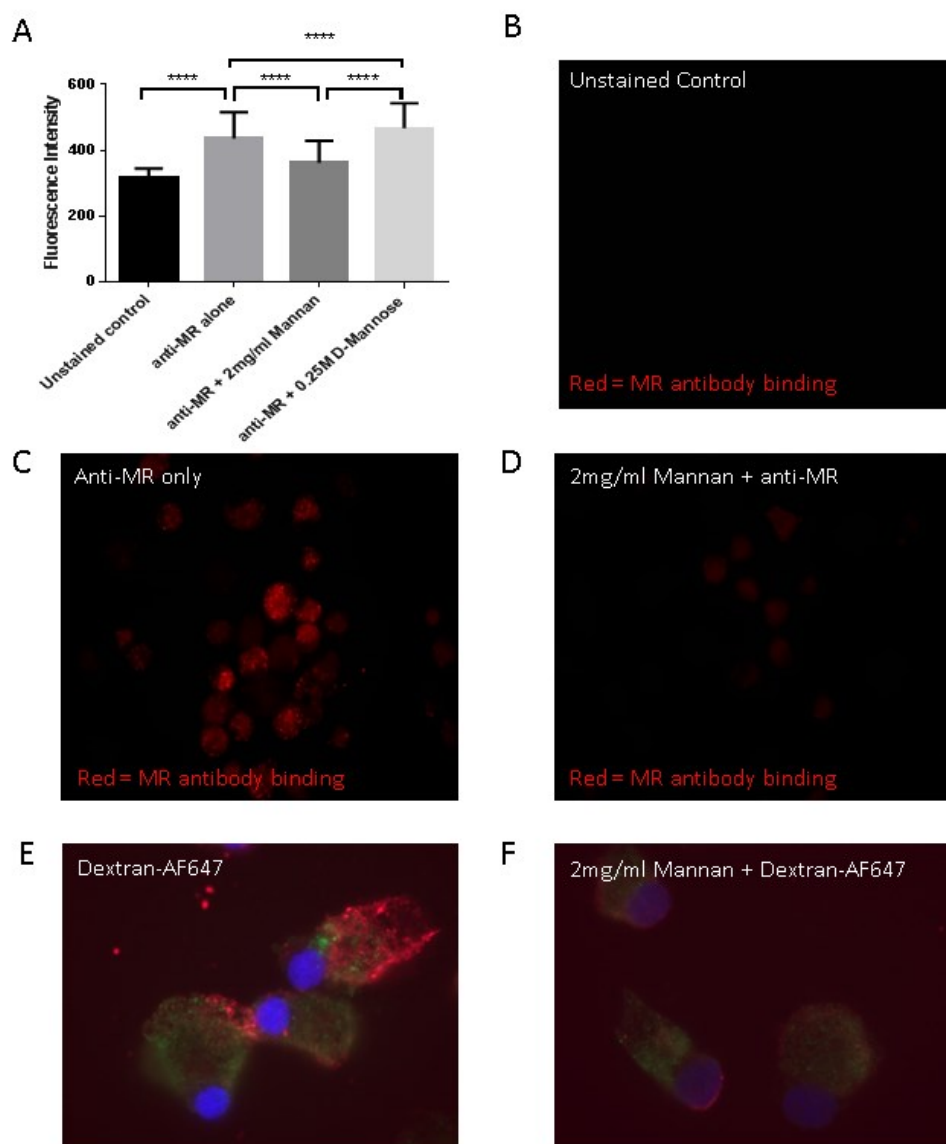 A
****
**** **** ****
600
400
200
0
Fluorescence Intensity
Unstained control
anti-MR alone
anti-MR + 2mg/ml Mannan
anti-MR + 0.25M D-Mannose
B
Unstained Control
Red = MR antibody binding
C
Anti-MR only
Red = MR antibody binding
D
2mg/ml Mannan + anti-MR
Red = MR antibody binding
E
Dextran-AF647
F
2mg/ml Mannan + Dextran-AF647